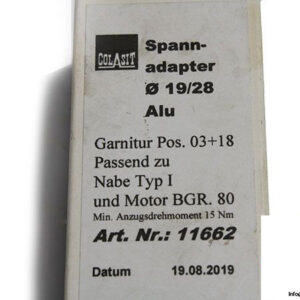 COLASIT
Spann-
adapter
Ø 19/28
Alu
Garnitur Pos. 03+18
Passend zu
Nabe Typ I
und Motor BGR. 80
Min. Anzugsdrehmoment 15 Nm
Art. Nr.: 11662
Datum 19.08.2019